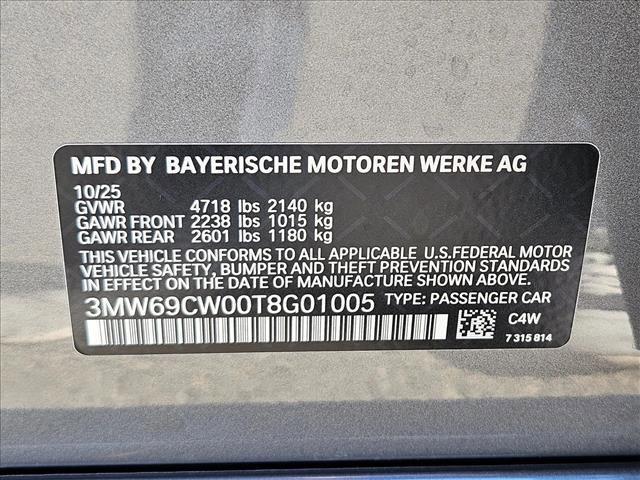 MFD BY BAYERISCHE MOTOREN WERKE AG
10/25
GVWR 4718 lbs 2140 kg
GAWR FRONT 2238 lbs 1015 kg
GAWR REAR 2601 lbs 1180 kg
THIS VEHICLE CONFORMS TO ALL APPLICABLE U.S.FEDERAL MOTOR
VEHICLE SAFETY, BUMPER AND THEFT PREVENTION STANDARDS
IN EFFECT ON THE DATE OF MANUFACTURE SHOWN ABOVE.
3MW69CW00T8G01005 TYPE: PASSENGER CAR
C4W
7 315 814